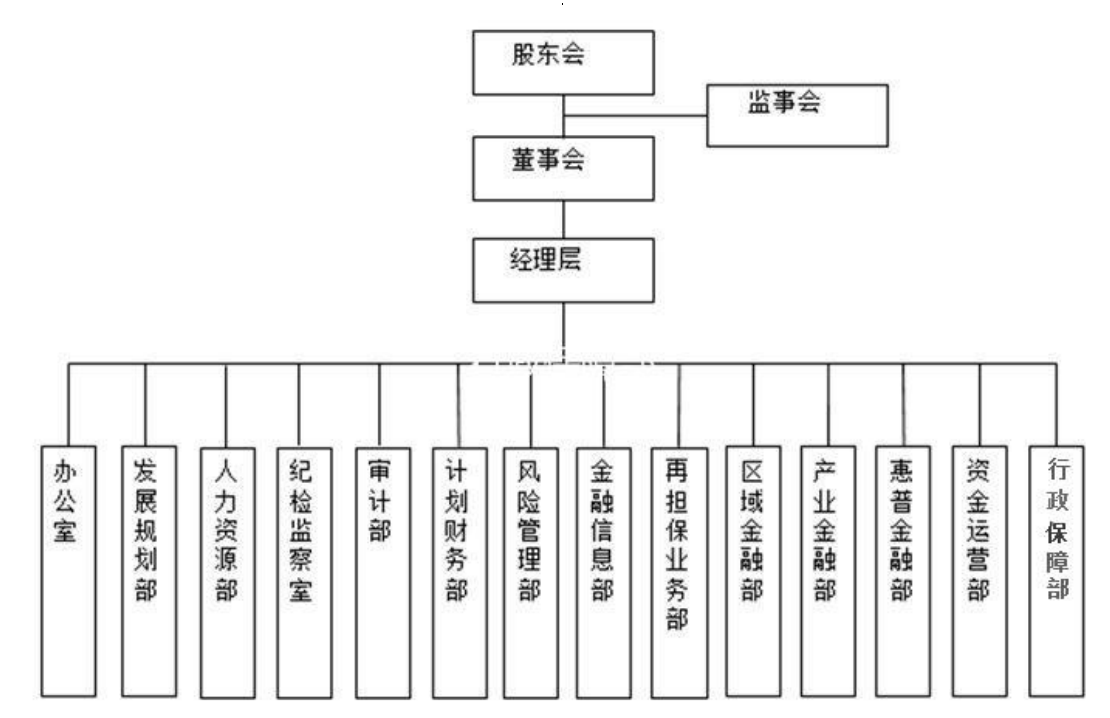 股东会
监事会
董事会
经理层
办公室
发展规划部
人力资源部
纪检监察室
审计部
计划财务部
风险管理部
金融信息部
再担保业务部
区域金融部
产业金融部
惠普金融部
资金运营部
行政保障部